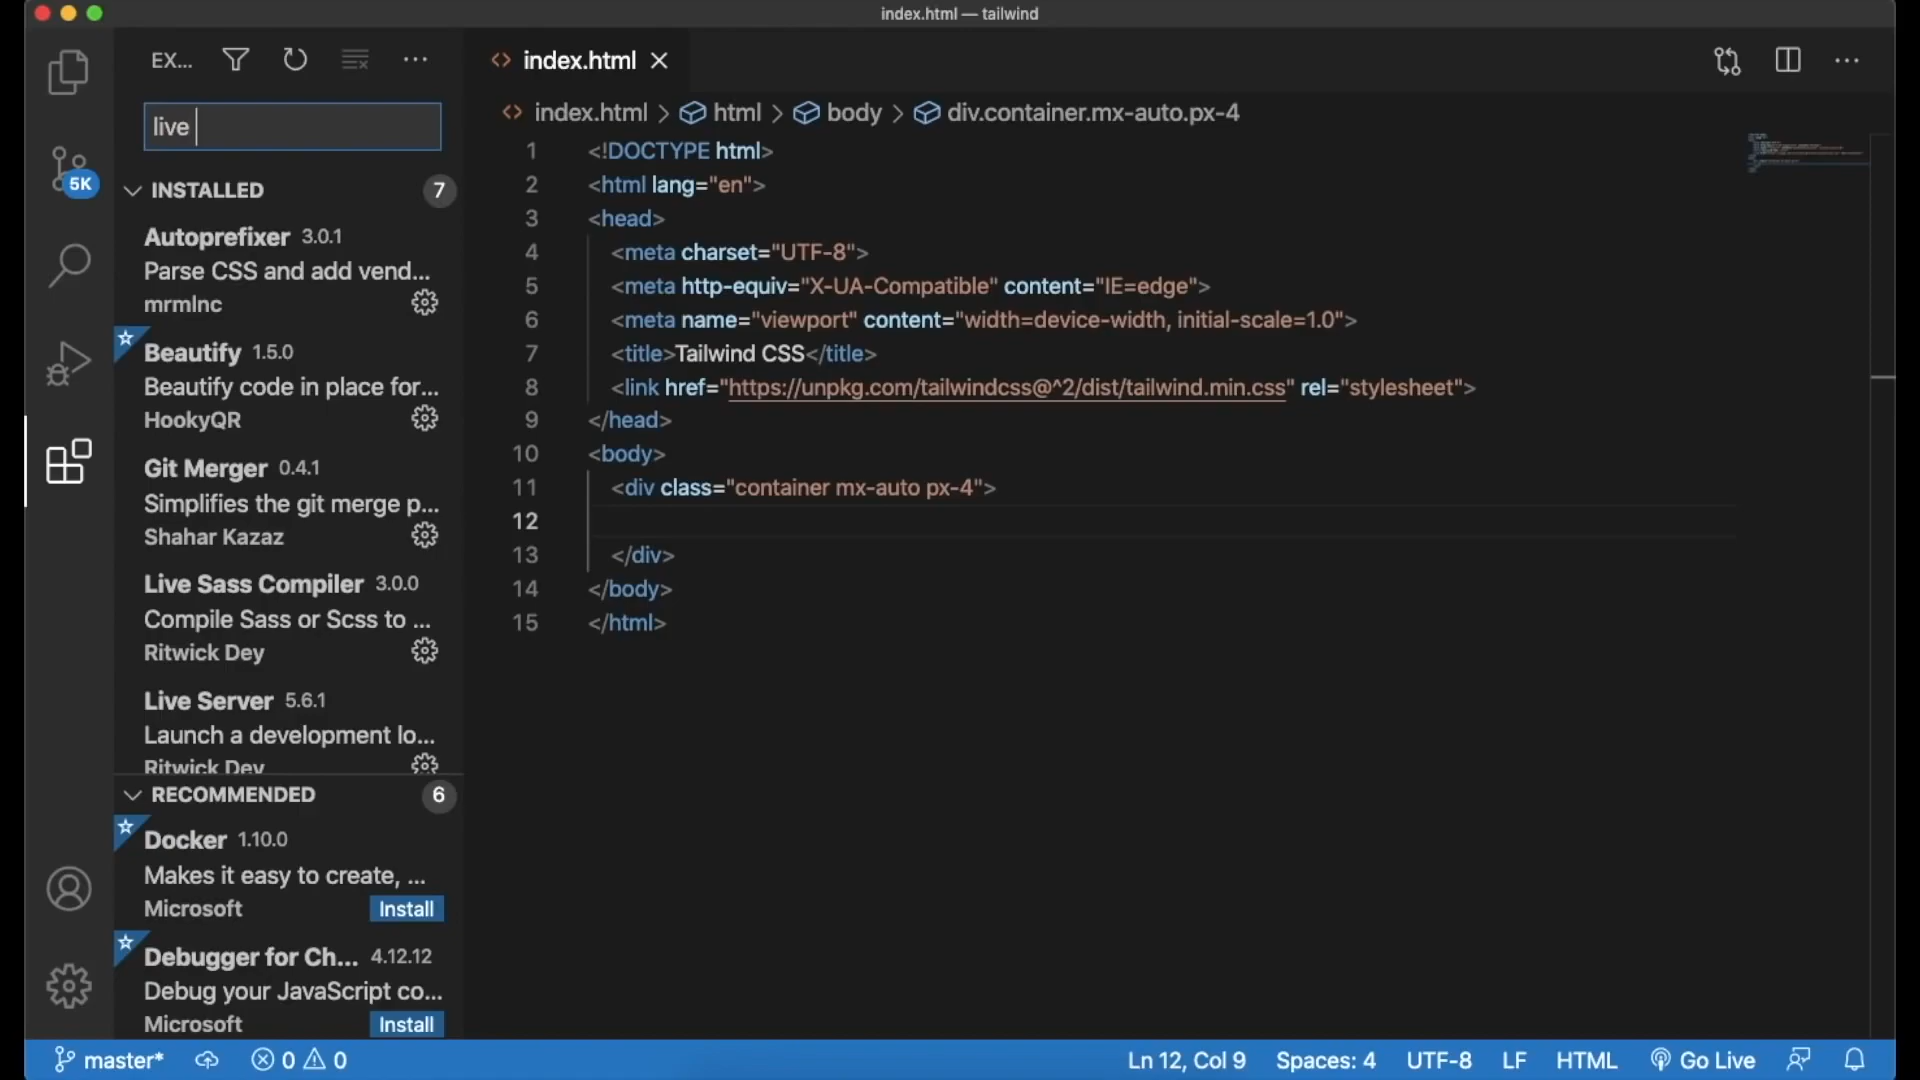 index.html — tailwind
EX...
live
INSTALLED 7
Autoprefixer 3.0.1
Parse CSS and add vend...
mrmlnc
Beautify 1.5.0
Beautify code in place for...
HookyQR
Git Merger 0.4.1
Simplifies the git merge p...
Shahar Kazaz
Live Sass Compiler 3.0.0
Compile Sass or Scss to ...
Ritwick Dey
Live Server 5.6.1
Launch a development lo...
Ritwick Dey
RECOMMENDED 6
Docker 1.10.0
Makes it easy to create, ...
Microsoft Install
Debugger for Ch... 4.12.12
Debug your JavaScript co...
Microsoft Install
5K
index.html
index.html > html > body > div.container.mx-auto.px-4
1 <!DOCTYPE html>
2 <html lang="en">
3 <head>
4 <meta charset="UTF-8">
5 <meta http-equiv="X-UA-Compatible" content="IE=edge">
6 <meta name="viewport" content="width=device-width, initial-scale=1.0">
7 <title>Tailwind CSS</title>
8 <link href="https://unpkg.com/tailwindcss@^2/dist/tailwind.min.css" rel="stylesheet">
9 </head>
10 <body>
11 <div class="container mx-auto px-4">
12
13 </div>
14 </body>
15 </html>
master* 0 0 Ln 12, Col 9 Spaces: 4 UTF-8 LF HTML Go Live